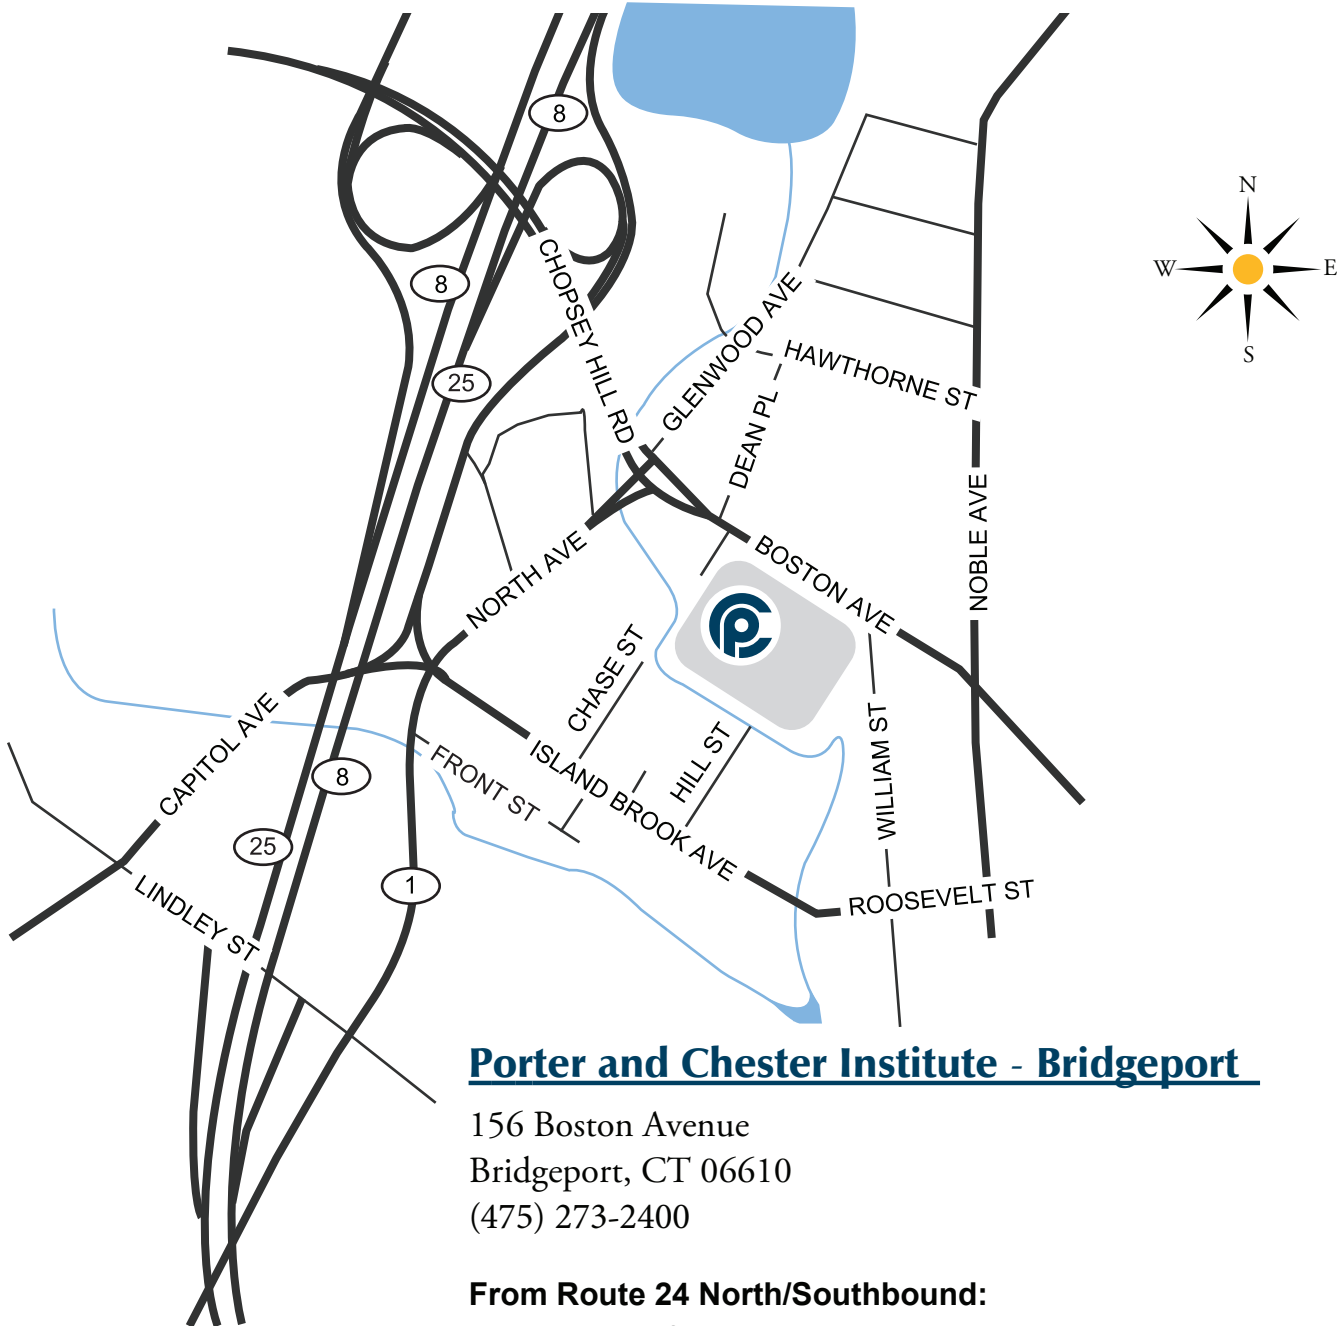 8
N
W
E
S
CHOPSEY HILL RD
8
GLENWOOD AVE
25
HAWTHORNE ST
DEAN PL
NOBLE AVE
NORTH AVE
BOSTON AVE
CHASE ST
CAPITOL AVE
FRONT ST
ISLAND BROOK AVE
HILL ST
WILLIAM ST
8
25
1
LINDLEY ST
ROOSEVELT ST
Porter and Chester Institute - Bridgeport
156 Boston Avenue
Bridgeport, CT 06610
(475) 273-2400
From Route 24 North/Southbound: